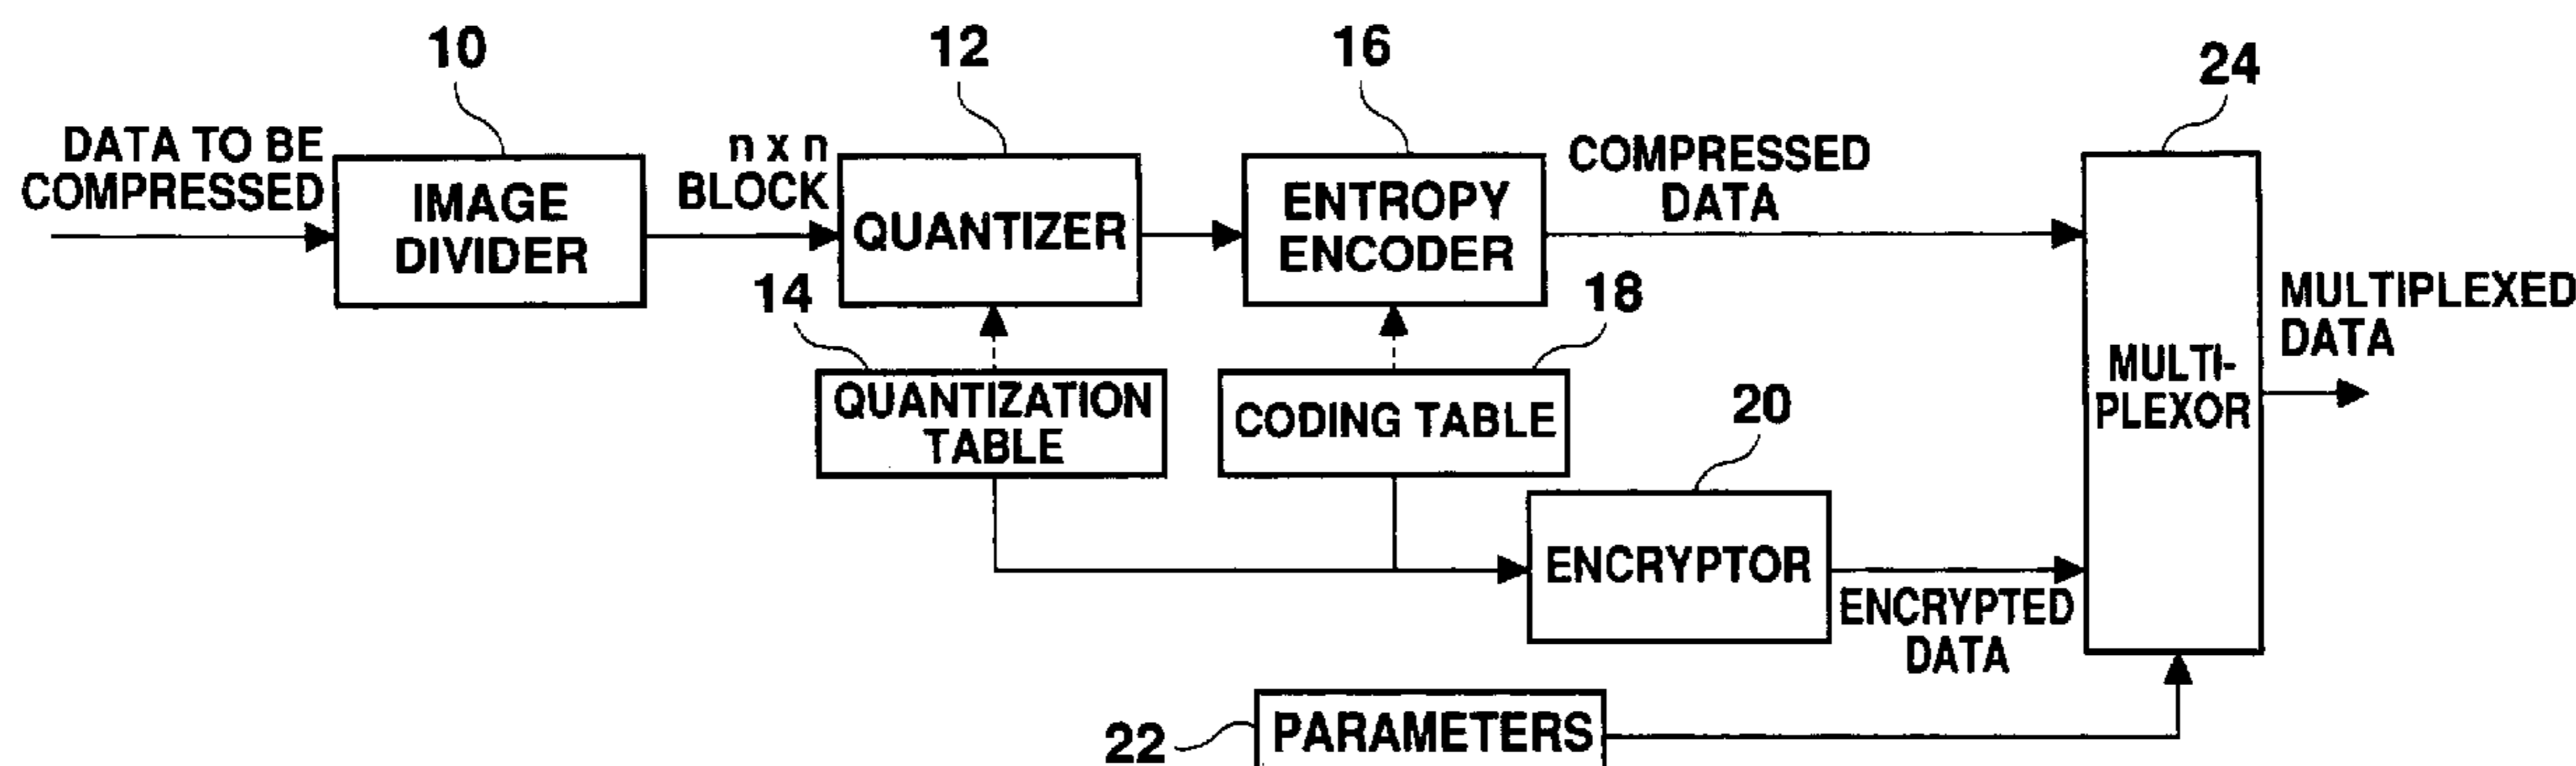 10
12
16
24
DATA TO BE
COMPRESSED
IMAGE
DIVIDER
n x n
BLOCK
QUANTIZER
ENTROPY
ENCODER
COMPRESSED
DATA
14
QUANTIZATION
TABLE
18
CODING TABLE
20
ENCRYPTOR
ENCRYPTED
DATA
MULTI-
PLEXOR
MULTIPLEXED
DATA
22
PARAMETERS